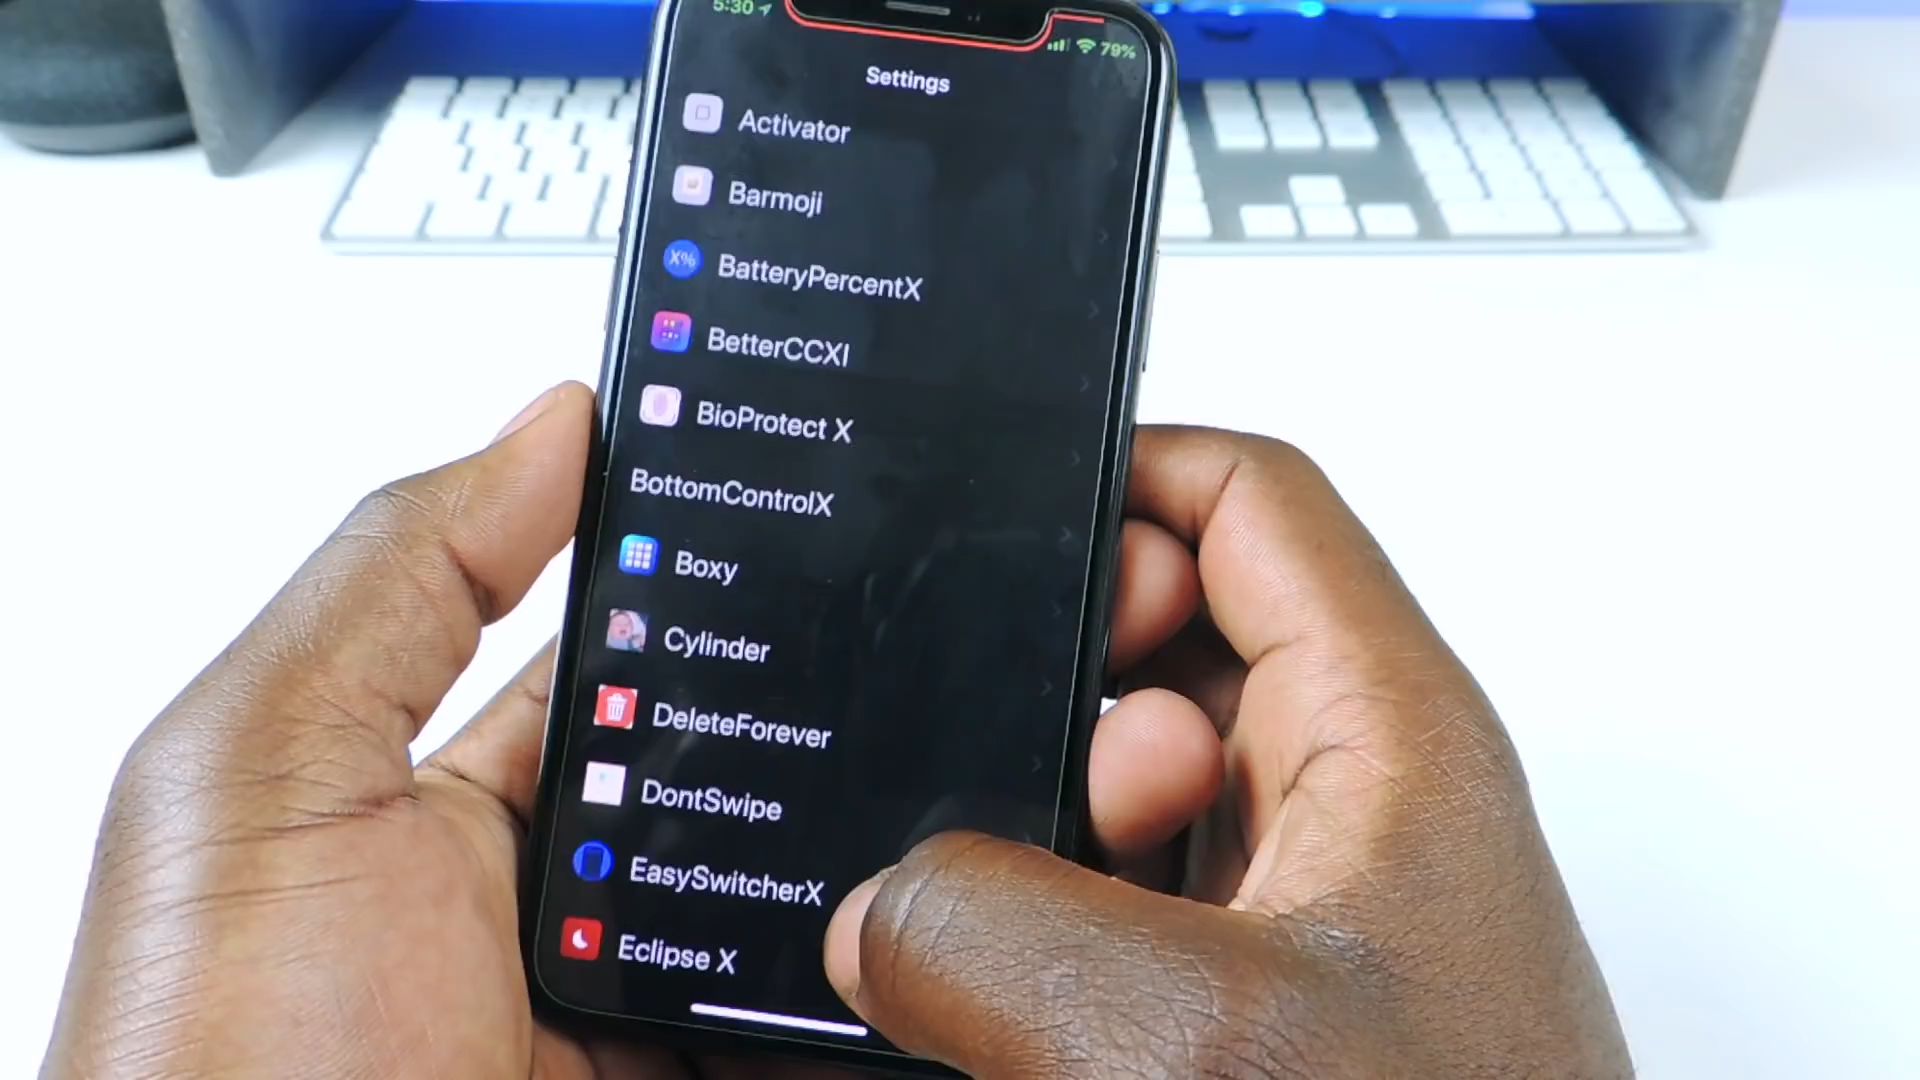 5:30
79%
Settings
Activator
Barmoji
X% BatteryPercentX
BetterCCXI
BioProtect X
BottomControlX
Boxy
Cylinder
DeleteForever
DontSwipe
EasySwitcherX
Eclipse X